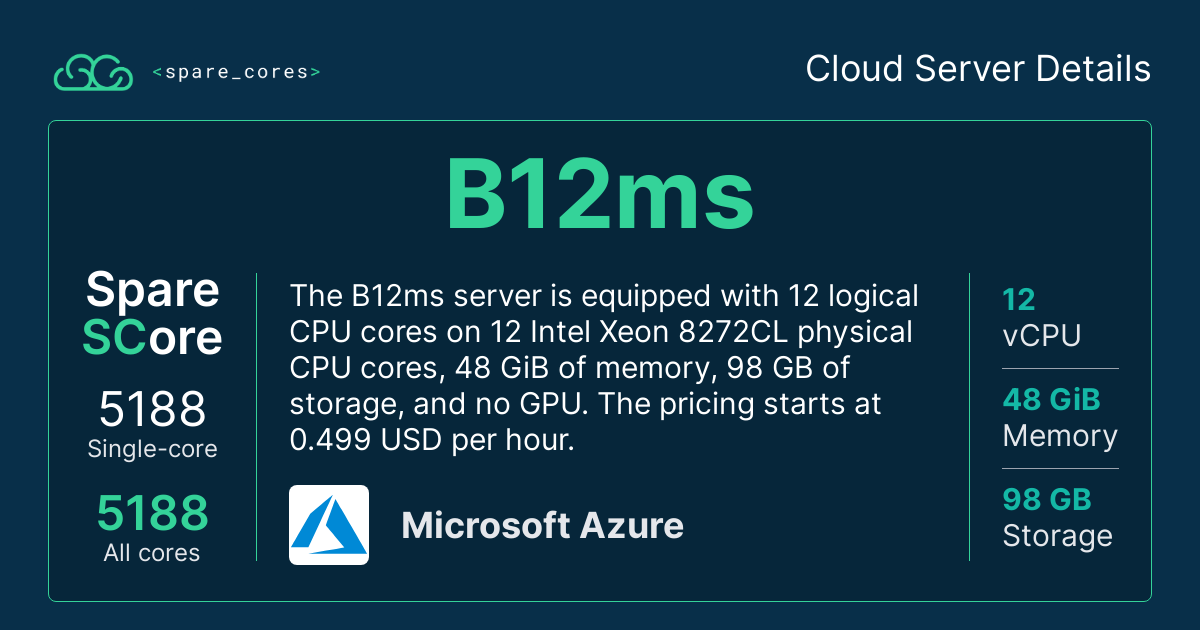 <spare_cores>
Cloud Server Details
B12ms
Spare
SCore
5188
Single-core
5188
All cores
The B12ms server is equipped with 12 logical
CPU cores on 12 Intel Xeon 8272CL physical
CPU cores, 48 GiB of memory, 98 GB of
storage, and no GPU. The pricing starts at
0.499 USD per hour.
Microsoft Azure
12
vCPU
48 GiB
Memory
98 GB
Storage